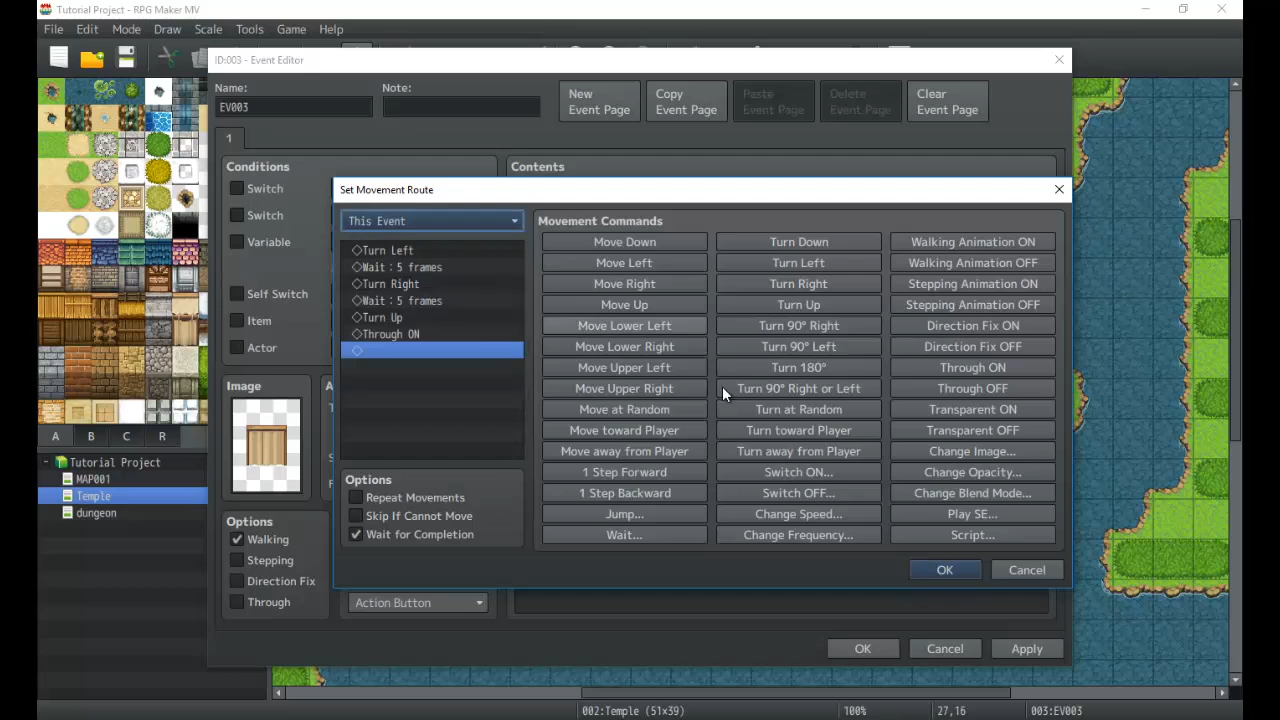 Tutorial Project - RPG Maker MV
File Edit Mode Draw Scale Tools Game Help
ID:003 - Event Editor
Name:
EV003
Note:
New
Event Page
Copy
Event Page
Paste
Event Page
Delete
Event Page
Clear
Event Page
1
Conditions
Switch
Switch
Variable
Self Switch
Item
Actor
Contents
Set Movement Route
This Event
◇Turn Left
◇Wait：5 frames
◇Turn Right
◇Wait：5 frames
◇Turn Up
◇Through ON
◇
Options
Repeat Movements
Skip If Cannot Move
Wait for Completion
Movement Commands
Move Down Turn Down Walking Animation ON
Move Left Turn Left Walking Animation OFF
Move Right Turn Right Stepping Animation ON
Move Up Turn Up Stepping Animation OFF
Move Lower Left Turn 90° Right Direction Fix ON
Move Lower Right Turn 90° Left Direction Fix OFF
Move Upper Left Turn 180° Through ON
Move Upper Right Turn 90° Right or Left Through OFF
Move at Random Turn at Random Transparent ON
Move toward Player Turn toward Player Transparent OFF
Move away from Player Turn away from Player Change Image...
1 Step Forward Switch ON... Change Opacity...
1 Step Backward Switch OFF... Change Blend Mode...
Jump... Change Speed... Play SE...
Wait... Change Frequency... Script...
OK Cancel
Image
Options
Walking
Stepping
Direction Fix
Through
Action Button
OK Cancel Apply
A B C R
Tutorial Project
MAP001
Temple
dungeon
002:Temple (51x39) 100% 27,16 003:EV003